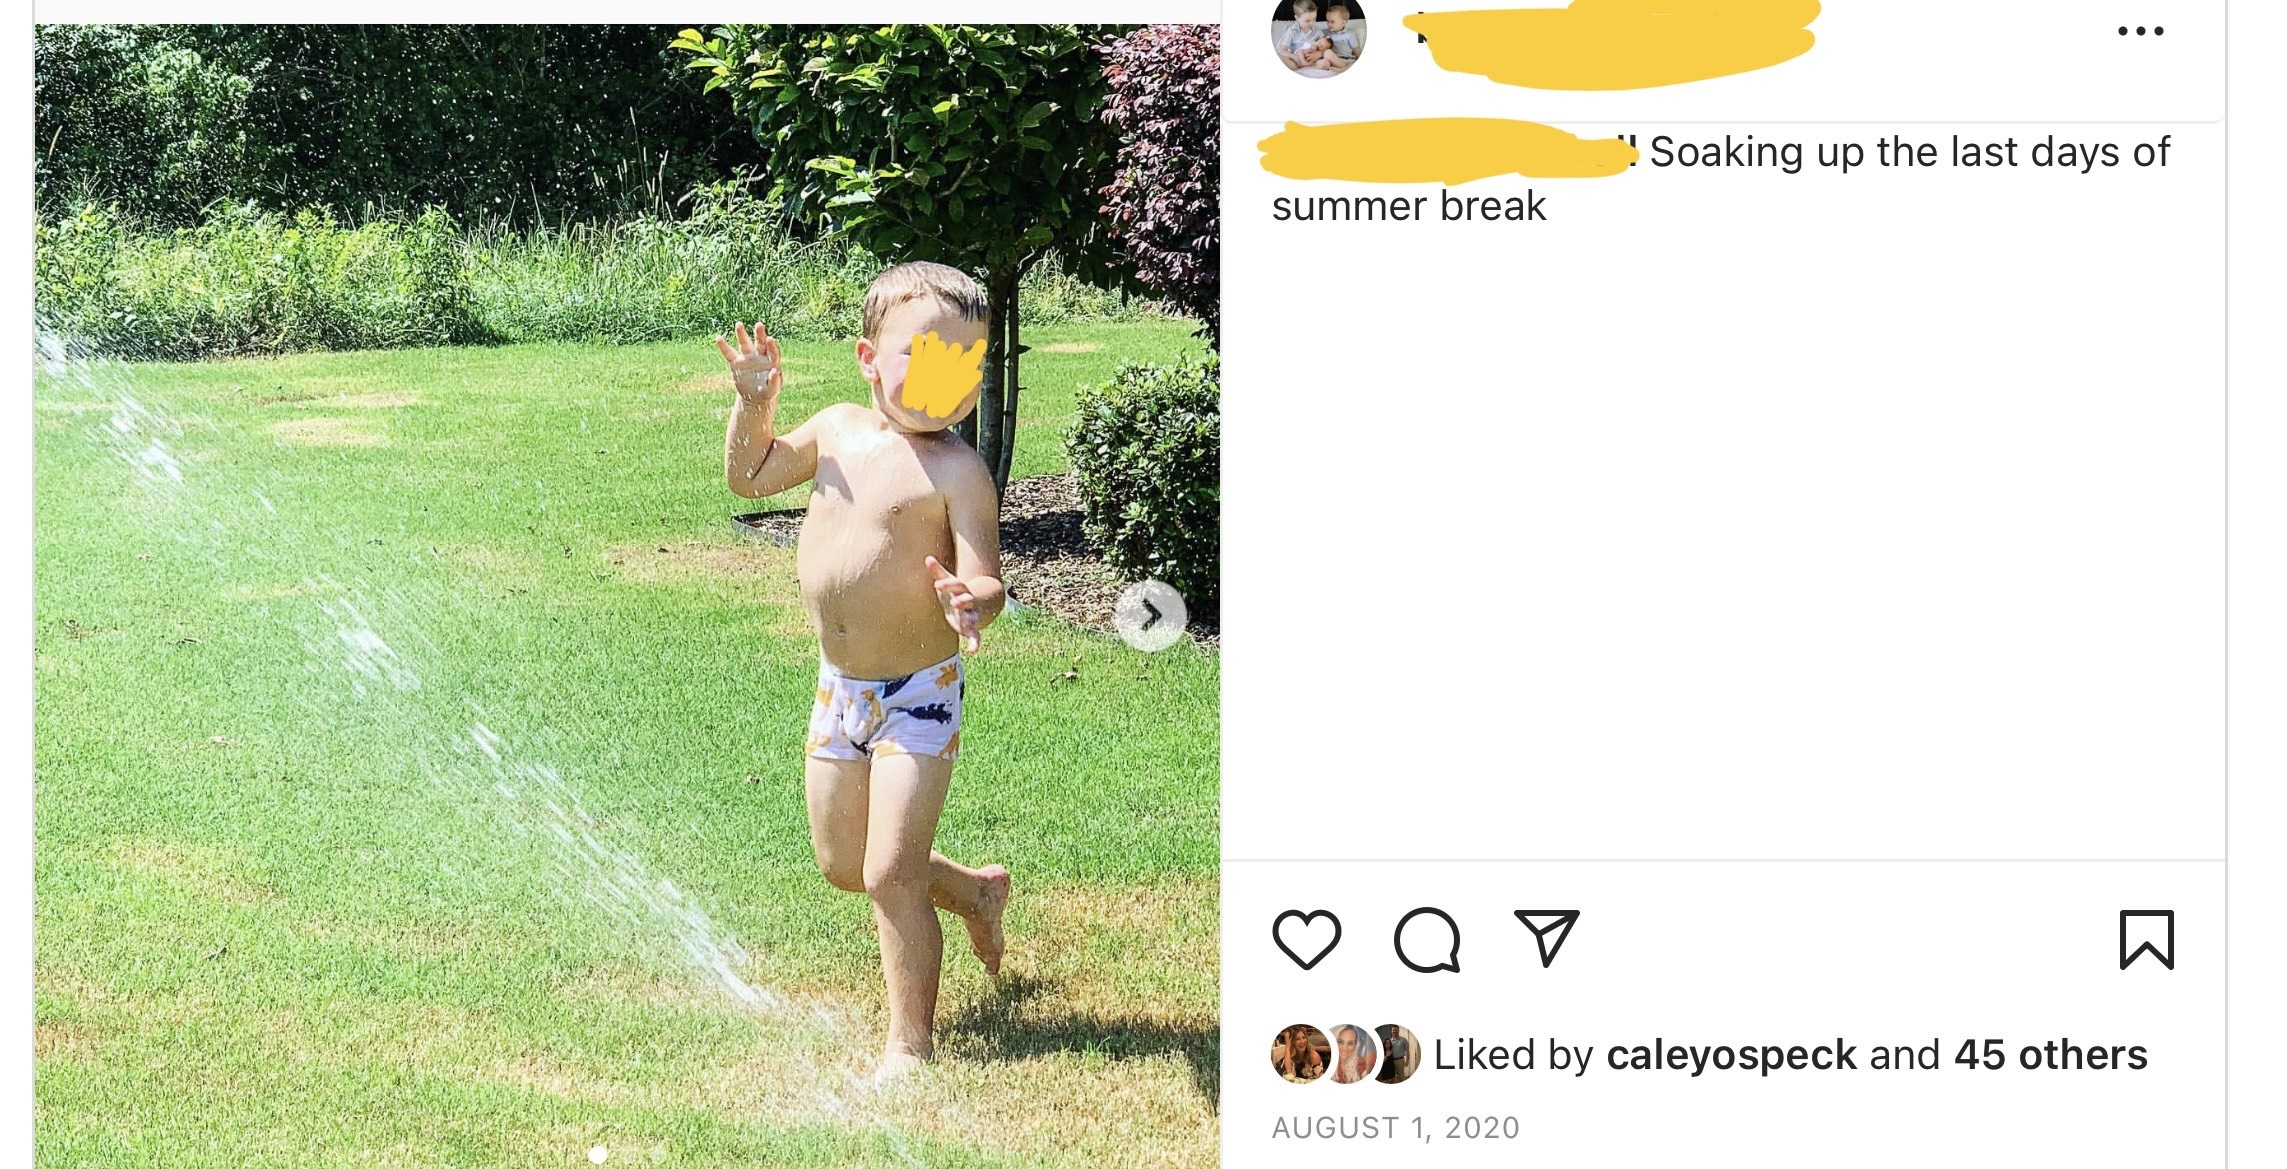 Soaking up the last days of
summer break
Liked by caleyospeck and 45 others
AUGUST 1, 2020